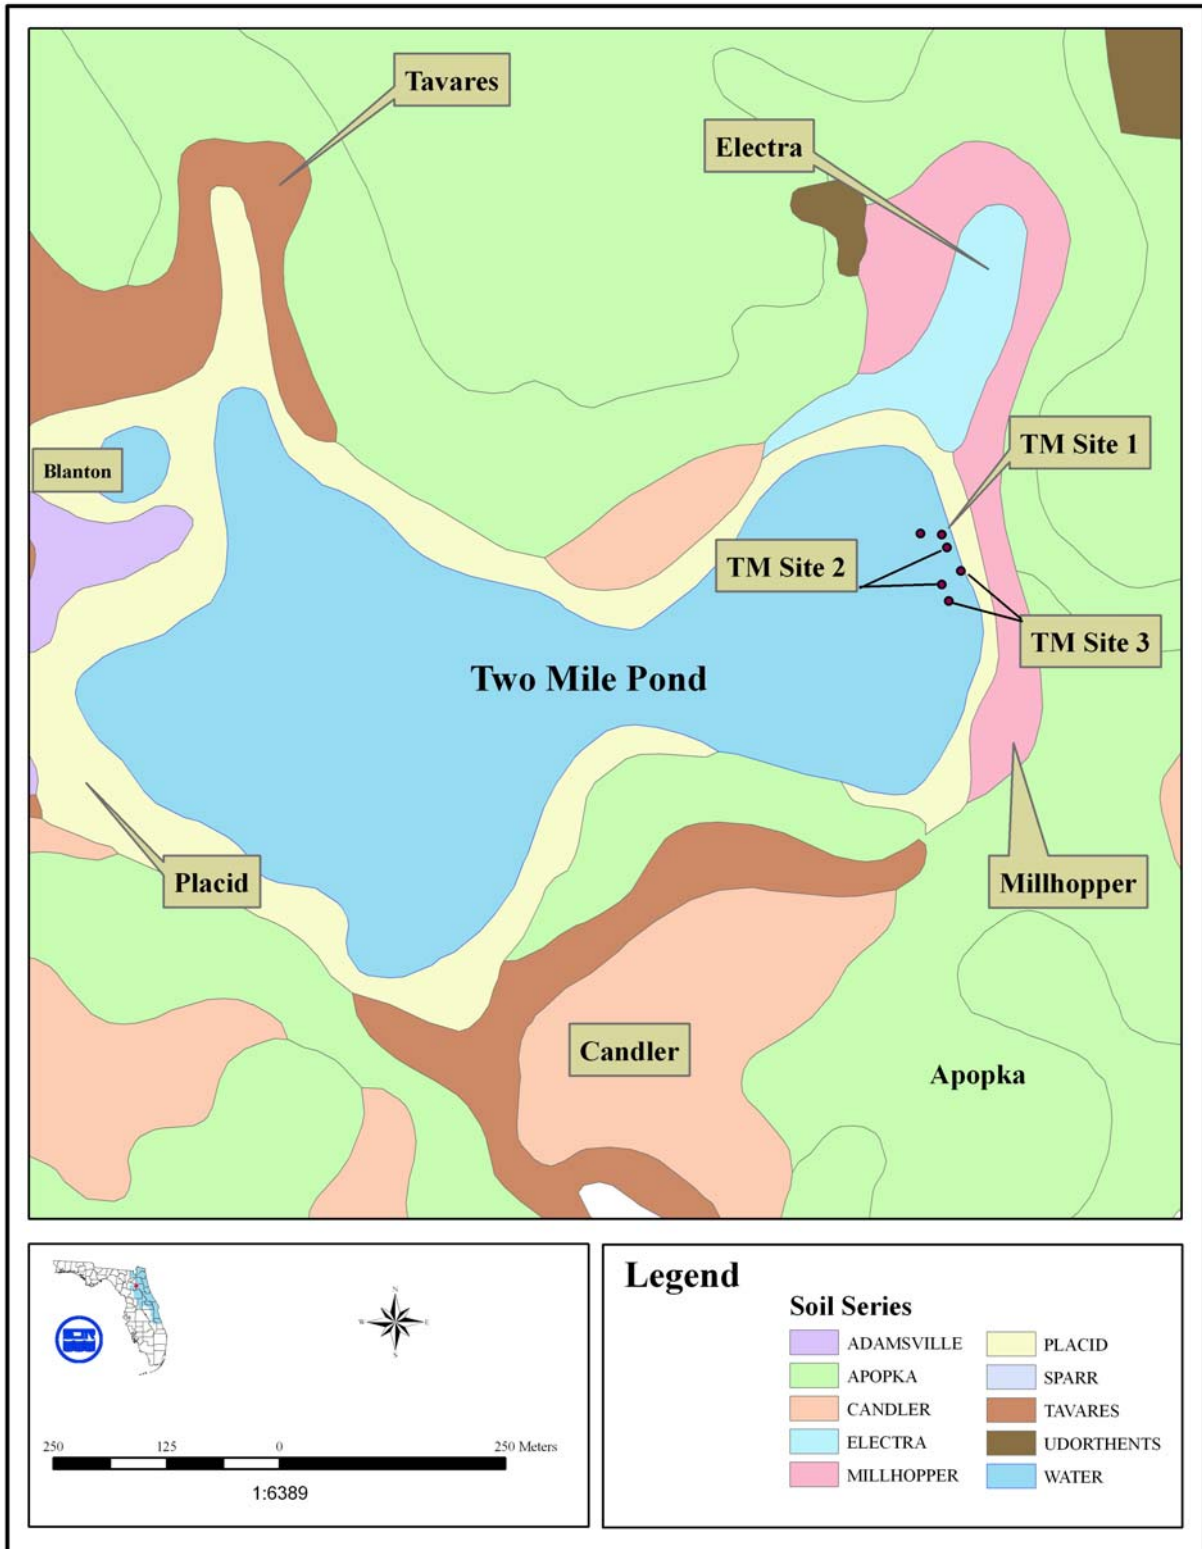 Tavares
Electra
TM Site 1
Blanton
TM Site 2
TM Site 3
Two Mile Pond
Placid
Millhopper
Candler
Apopka
N
W E
S
250 125 0 250 Meters
1:6389
Legend
Soil Series
ADAMSVILLE
APOPKA
CANDLER
ELECTRA
MILLHOPPER
PLACID
SPARR
TAVARES
UDORTHENTS
WATER